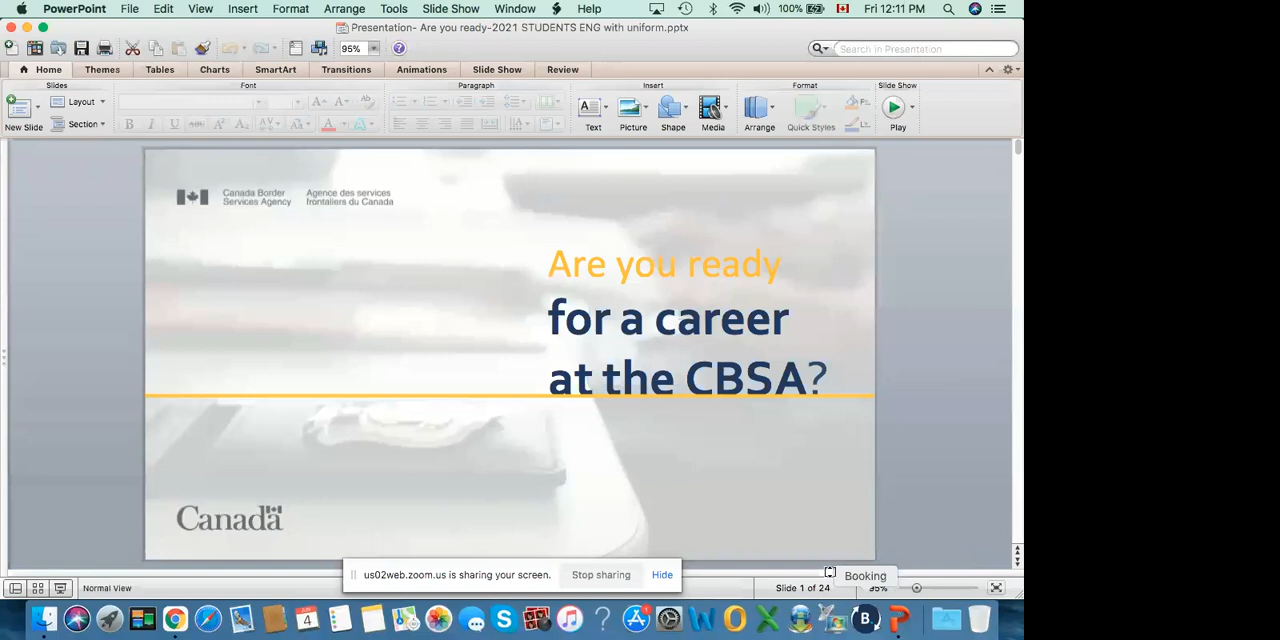 PowerPoint File Edit View Insert Format Arrange Tools Slide Show Window Help 100% Fri 12:11 PM
Presentation- Are you ready-2021 STUDENTS ENG with uniform.pptx
95% Search in Presentation
Home Themes Tables Charts SmartArt Transitions Animations Slide Show Review
Slides Font Paragraph Insert Format Slide Show
Layout
Section
New Slide
Text Picture Shape Media Arrange Quick Styles Play
Canada Border Services Agency
Agence des services frontaliers du Canada
Are you ready
for a career
at the CBSA?
Canada
us02web.zoom.us is sharing your screen. Stop sharing Hide
Booking
Normal View Slide 1 of 24 95%
APR
4